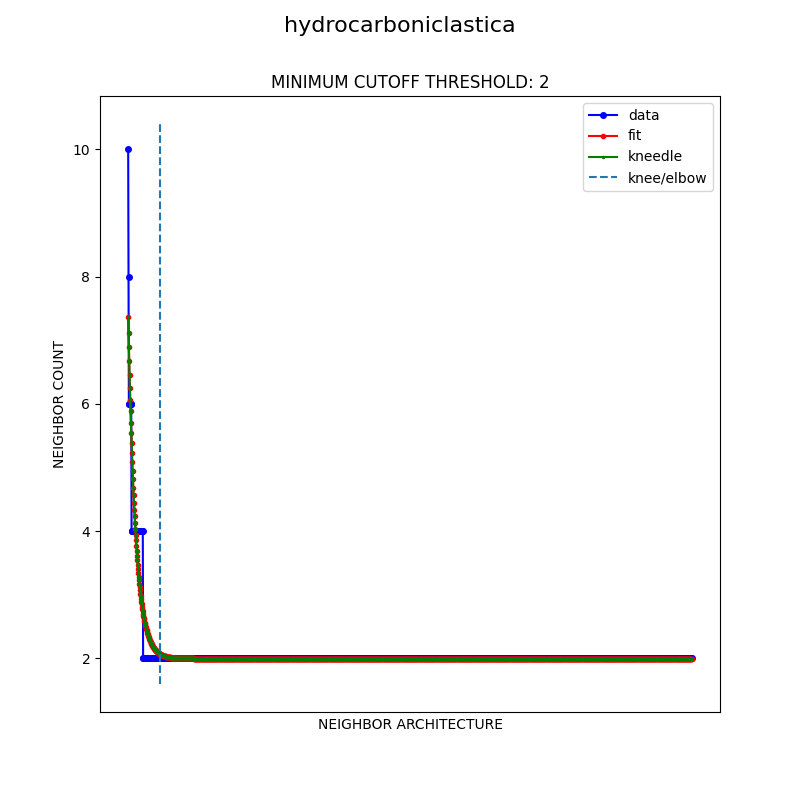 hydrocarboniclastica
MINIMUM CUTOFF THRESHOLD: 2
data
fit
kneedle
knee/elbow
10
8
6
4
2
NEIGHBOR COUNT
NEIGHBOR ARCHITECTURE